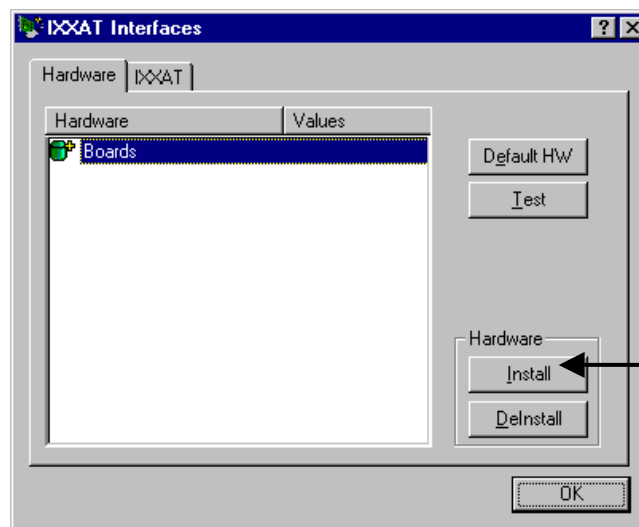 IXXAT Interfaces
Hardware IXXAT
Hardware Values
Boards
Default HW
Test
Hardware
Install
DeInstall
OK